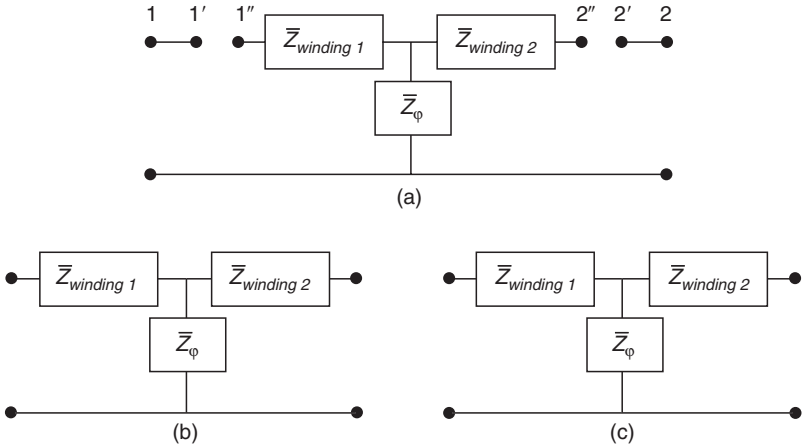 1 1′ 1″ 2″ 2′ 2
Z̅winding 1 Z̅winding 2
Z̅φ
(a)
Z̅winding 1 Z̅winding 2 Z̅winding 1 Z̅winding 2
Z̅φ Z̅φ
(b) (c)